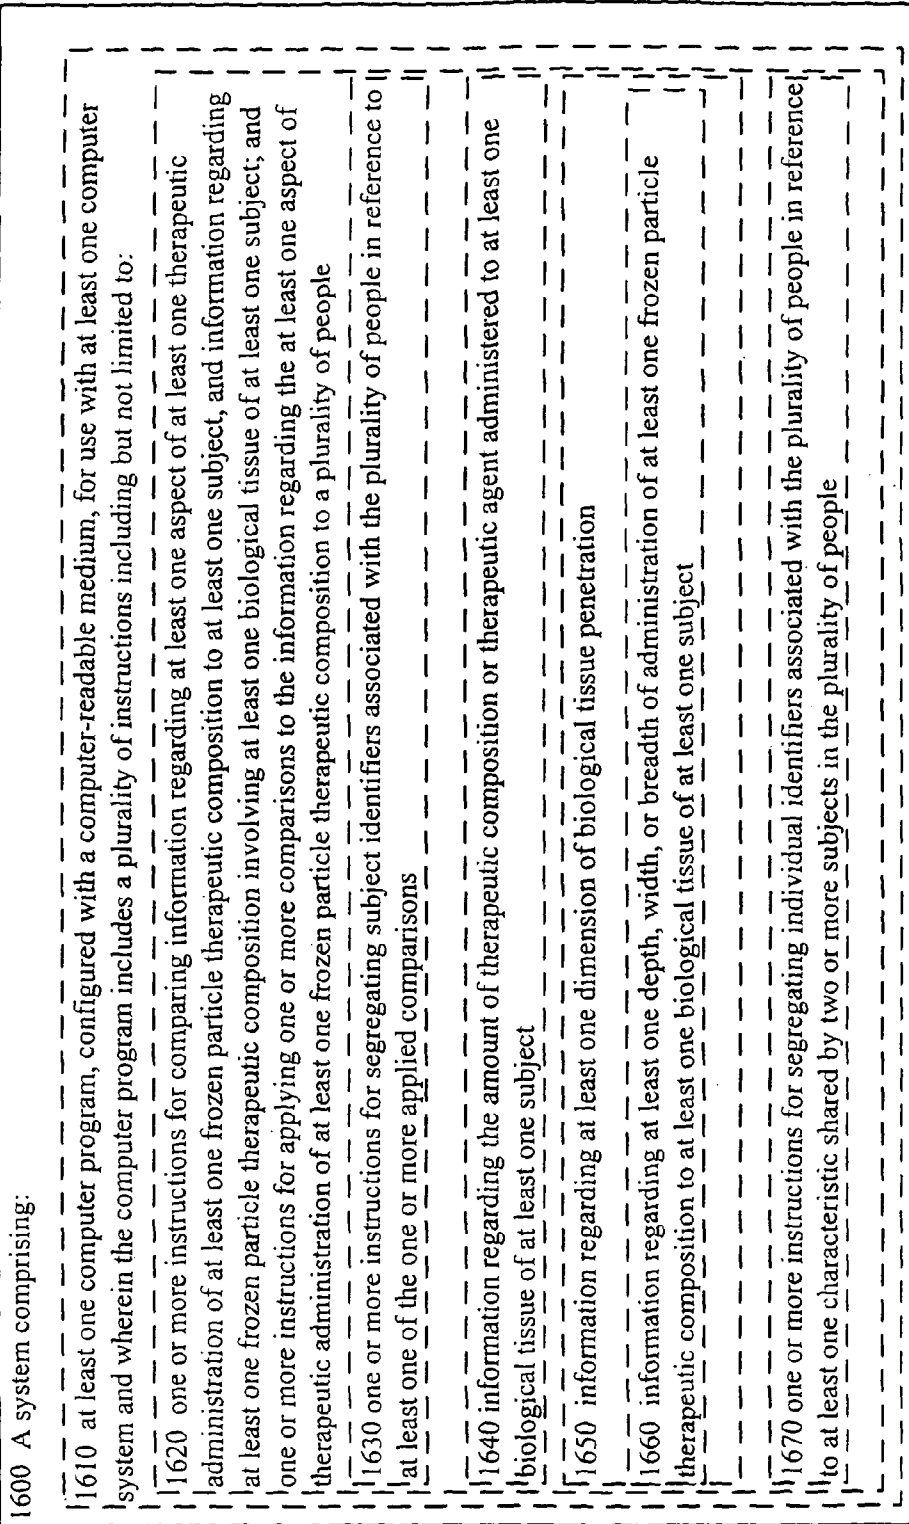 1600 A system comprising:
1610 at least one computer program, configured with a computer-readable medium, for use with at least one computer
system and wherein the computer program includes a plurality of instructions including but not limited to:
1620 one or more instructions for comparing information regarding at least one aspect of at least one therapeutic
administration of at least one frozen particle therapeutic composition to at least one subject, and information regarding
at least one frozen particle therapeutic composition involving at least one biological tissue of at least one subject; and
one or more instructions for applying one or more comparisons to the information regarding the at least one aspect of
therapeutic administration of at least one frozen particle therapeutic composition to a plurality of people
1630 one or more instructions for segregating subject identifiers associated with the plurality of people in reference to
at least one of the one or more applied comparisons
1640 information regarding the amount of therapeutic composition or therapeutic agent administered to at least one
biological tissue of at least one subject
1650 information regarding at least one dimension of biological tissue penetration
1660 information regarding at least one depth, width, or breadth of administration of at least one frozen particle
therapeutic composition to at least one biological tissue of at least one subject
1670 one or more instructions for segregating individual identifiers associated with the plurality of people in reference
to at least one characteristic shared by two or more subjects in the plurality of people